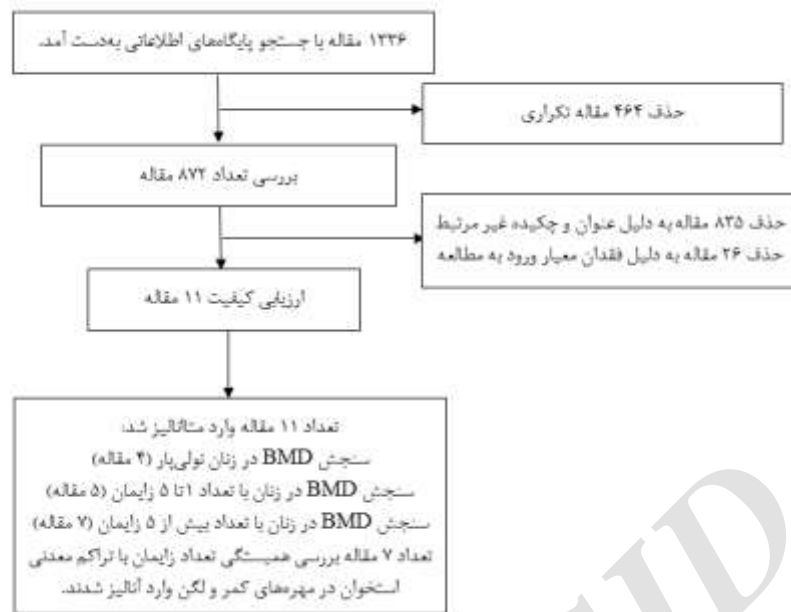 ۱۳۳۶ مقاله با جستجو پایگاه‌های اطلاعاتی به‌دست آمد.
حذف ۴۶۴ مقاله تکراری
بررسی تعداد ۸۷۲ مقاله
حذف ۸۳۵ مقاله به دلیل عنوان و چکیده غیر مرتبط
حذف ۲۶ مقاله به دلیل فقدان معیار ورود به مطالعه
ارزیابی کیفیت ۱۱ مقاله
تعداد ۱۱ مقاله وارد متاآنالیز شد:
سنجش BMD در زنان نولی‌پار (۴ مقاله)
سنجش BMD در زنان با تعداد ۱تا ۵ زایمان (۵ مقاله)
سنجش BMD در زنان با تعداد بیش از ۵ زایمان (۷ مقاله)
تعداد ۷ مقاله بررسی همبستگی تعداد زایمان با تراکم معدنی
استخوان در مهره‌های کمر و لگن وارد آنالیز شدند.
SID